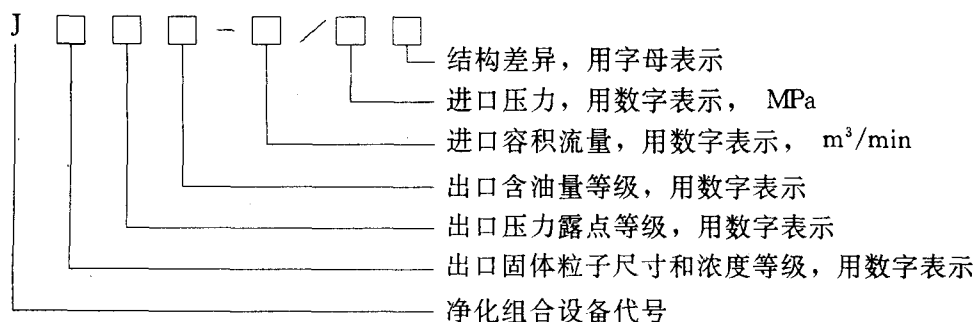 J □ □ □ - □ / □ □
结构差异，用字母表示
进口压力，用数字表示， MPa
进口容积流量，用数字表示， m³/min
出口含油量等级，用数字表示
出口压力露点等级，用数字表示
出口固体粒子尺寸和浓度等级，用数字表示
净化组合设备代号